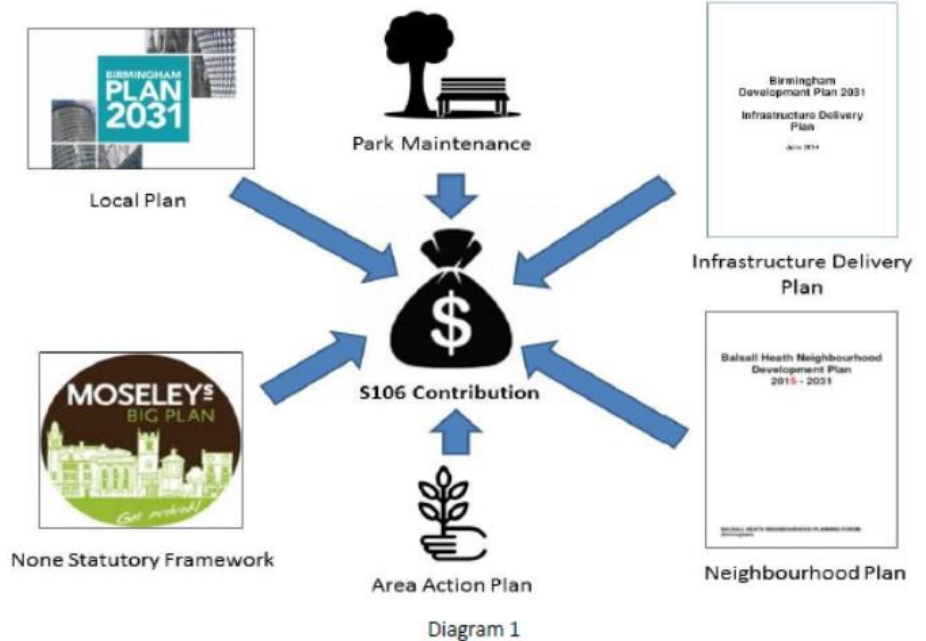 BIRMINGHAM
PLAN
2031
Local Plan
Park Maintenance
Birmingham
Development Plan 2031
Infrastructure Delivery
Plan
June 2014
Infrastructure Delivery
Plan
$
S106 Contribution
MOSELEY'S
BIG PLAN
Get involved!
None Statutory Framework
Area Action Plan
Balsall Heath Neighbourhood
Development Plan
2015 - 2031
BALSALL HEATH NEIGHBOURHOOD PLANNING FORUM
(Birmingham)
Neighbourhood Plan
Diagram 1